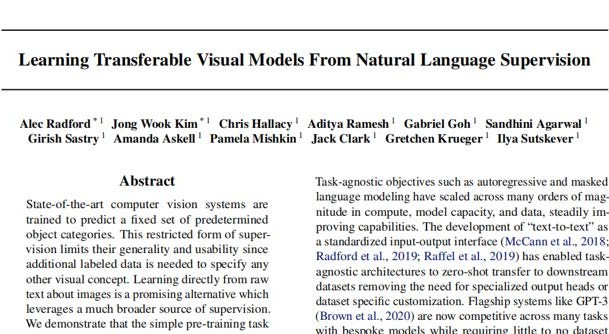 Learning Transferable Visual Models From Natural Language Supervision
Alec Radford * 1 Jong Wook Kim * 1 Chris Hallacy 1 Aditya Ramesh 1 Gabriel Goh 1 Sandhini Agarwal 1
Girish Sastry 1 Amanda Askell 1 Pamela Mishkin 1 Jack Clark 1 Gretchen Krueger 1 Ilya Sutskever 1
Abstract
State-of-the-art computer vision systems are
trained to predict a fixed set of predetermined
object categories. This restricted form of super-
vision limits their generality and usability since
additional labeled data is needed to specify any
other visual concept. Learning directly from raw
text about images is a promising alternative which
leverages a much broader source of supervision.
We demonstrate that the simple pre-training task
Task-agnostic objectives such as autoregressive and masked
language modeling have scaled across many orders of mag-
nitude in compute, model capacity, and data, steadily im-
proving capabilities. The development of “text-to-text” as
a standardized input-output interface (McCann et al., 2018;
Radford et al., 2019; Raffel et al., 2019) has enabled task-
agnostic architectures to zero-shot transfer to downstream
datasets removing the need for specialized output heads or
dataset specific customization. Flagship systems like GPT-3
(Brown et al., 2020) are now competitive across many tasks
with bespoke models while requiring little to no dataset